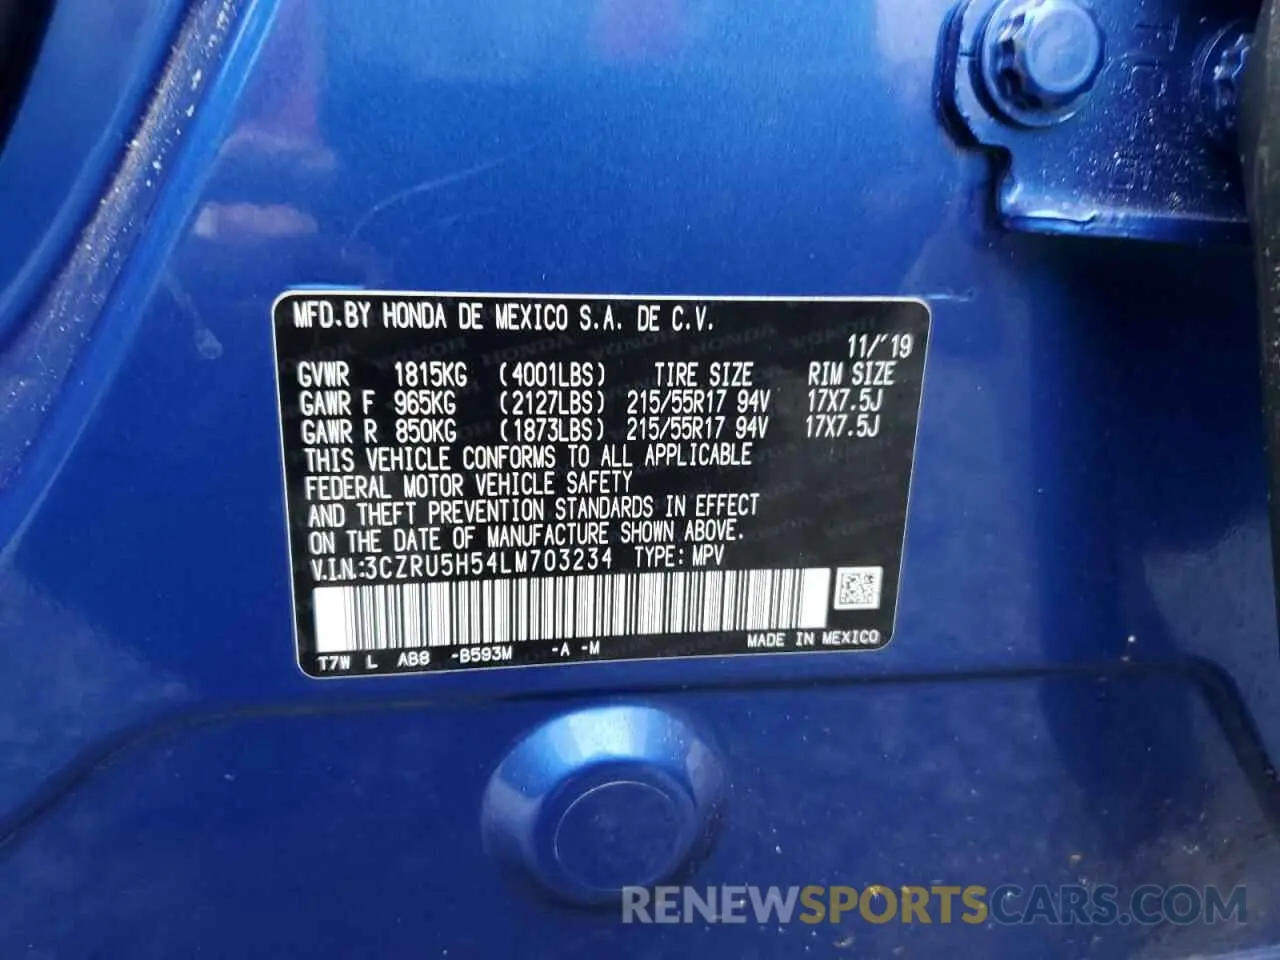 MFD.BY HONDA DE MEXICO S.A. DE C.V.
11/'19
GVWR 1815KG (4001LBS) TIRE SIZE RIM SIZE
GAWR F 965KG (2127LBS) 215/55R17 94V 17X7.5J
GAWR R 850KG (1873LBS) 215/55R17 94V 17X7.5J
THIS VEHICLE CONFORMS TO ALL APPLICABLE
FEDERAL MOTOR VEHICLE SAFETY
AND THEFT PREVENTION STANDARDS IN EFFECT
ON THE DATE OF MANUFACTURE SHOWN ABOVE.
V.I.N.:3CZRU5H54LM703234 TYPE: MPV
T7W L AB8 -B593M -A -M MADE IN MEXICO
RENEWSPORTSCARS.COM